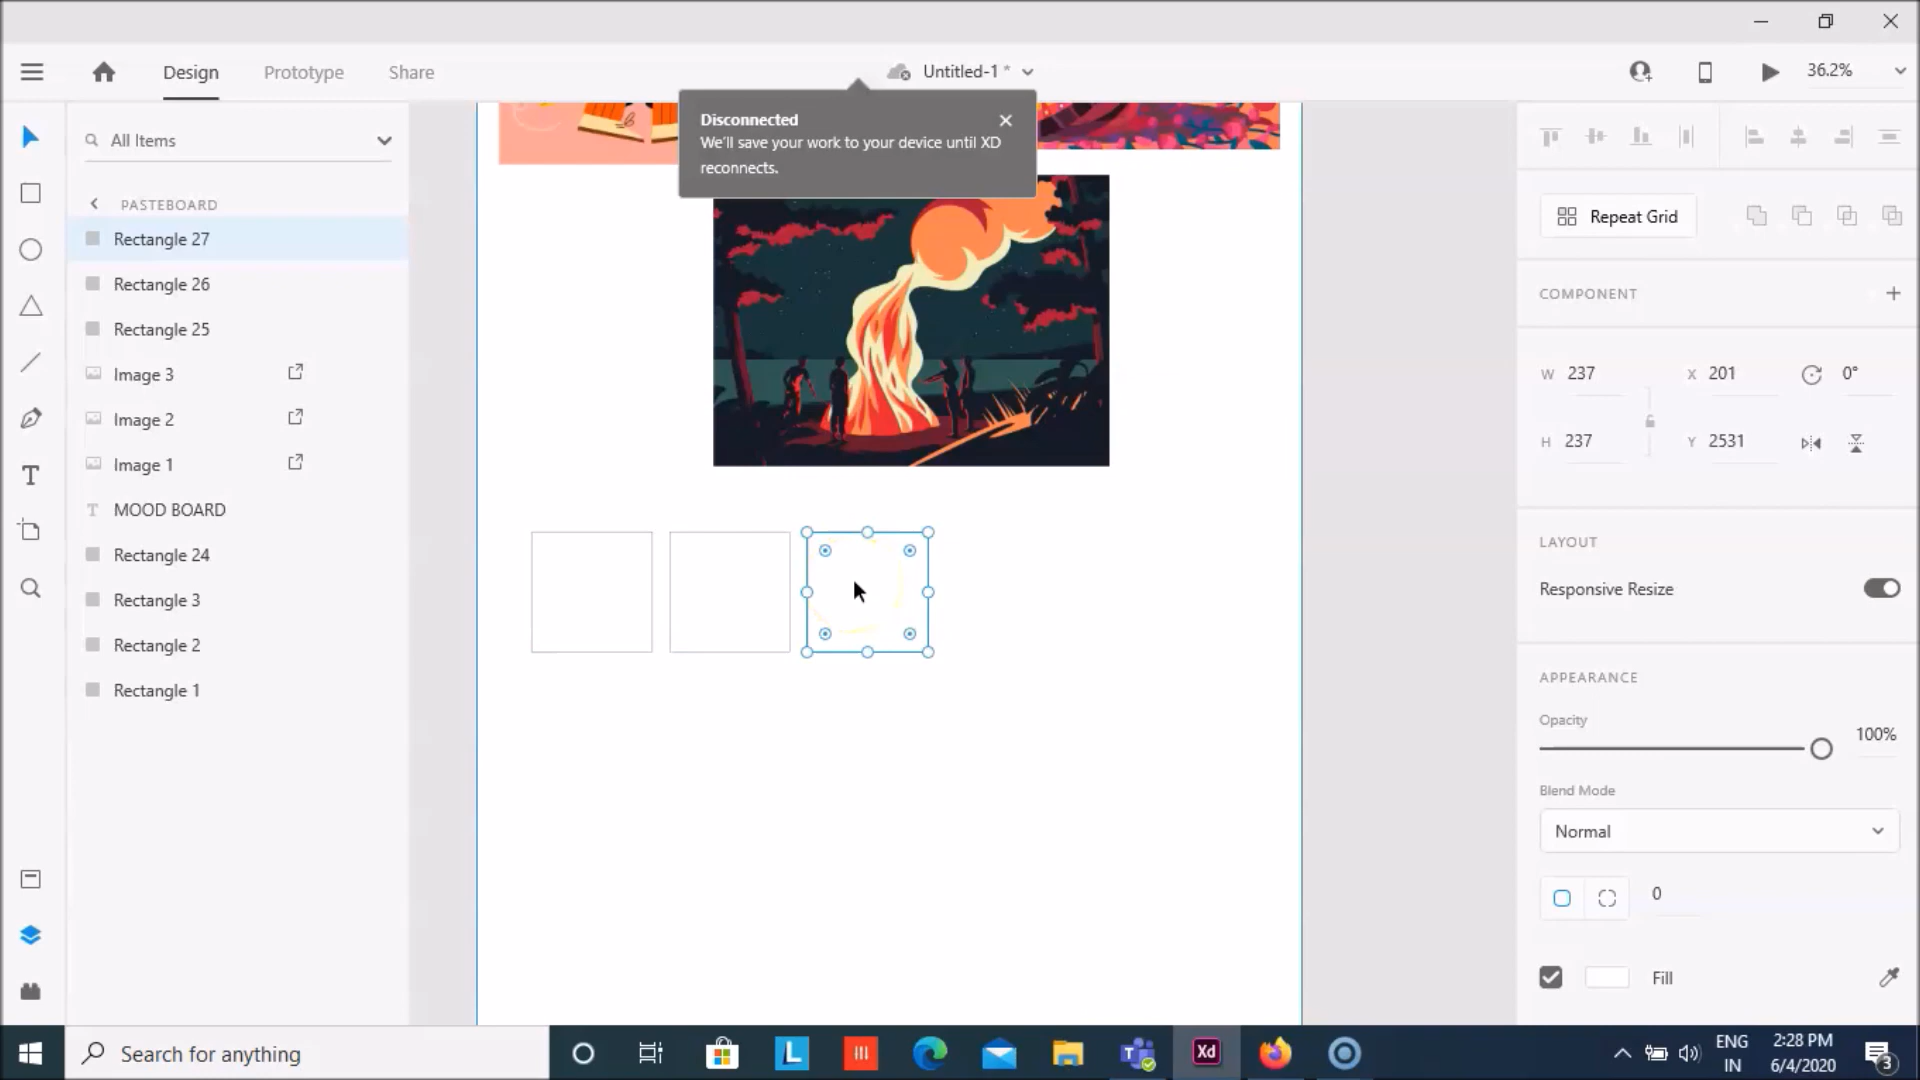 Design Prototype Share Untitled-1 * 36.2%
Disconnected
We'll save your work to your device until XD
reconnects.
All Items
PASTEBOARD
Rectangle 27
Rectangle 26
Rectangle 25
Image 3
Image 2
Image 1
T MOOD BOARD
Rectangle 24
Rectangle 3
Rectangle 2
Rectangle 1
Repeat Grid
COMPONENT
W 237 X 201 0°
H 237 Y 2531
LAYOUT
Responsive Resize
APPEARANCE
Opacity
100%
Blend Mode
Normal
0
Fill
Search for anything
L
Xd
ENG
IN
2:28 PM
6/4/2020
3